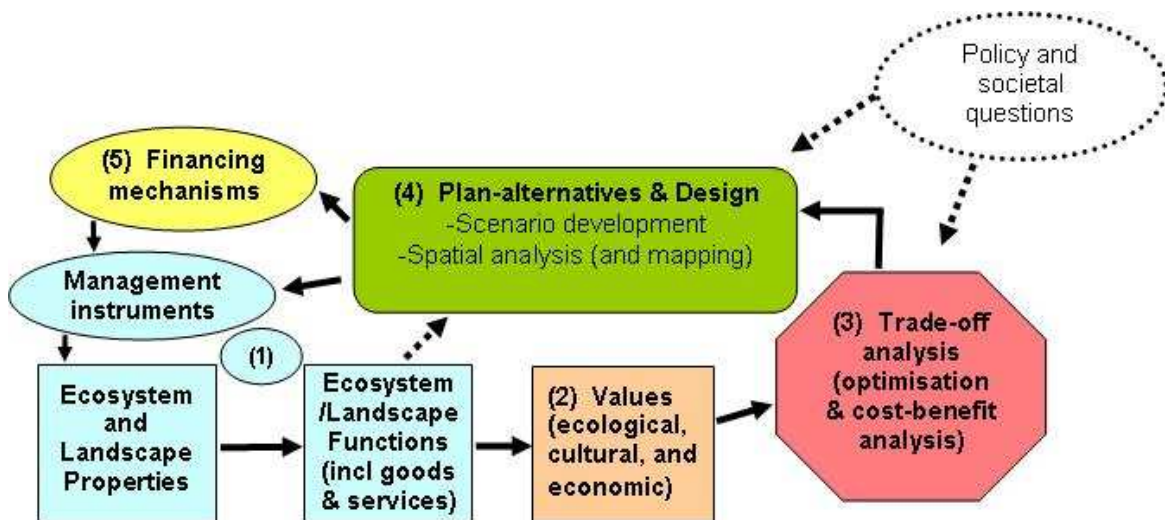 Policy and
societal
questions
(5) Financing
mechanisms
(4) Plan-alternatives & Design
-Scenario development
-Spatial analysis (and mapping)
Management
instruments
(1)
(3) Trade-off
analysis
(optimisation
& cost-benefit
analysis)
Ecosystem
and
Landscape
Properties
Ecosystem
/Landscape
Functions
(incl goods
& services)
(2) Values
(ecological,
cultural, and
economic)